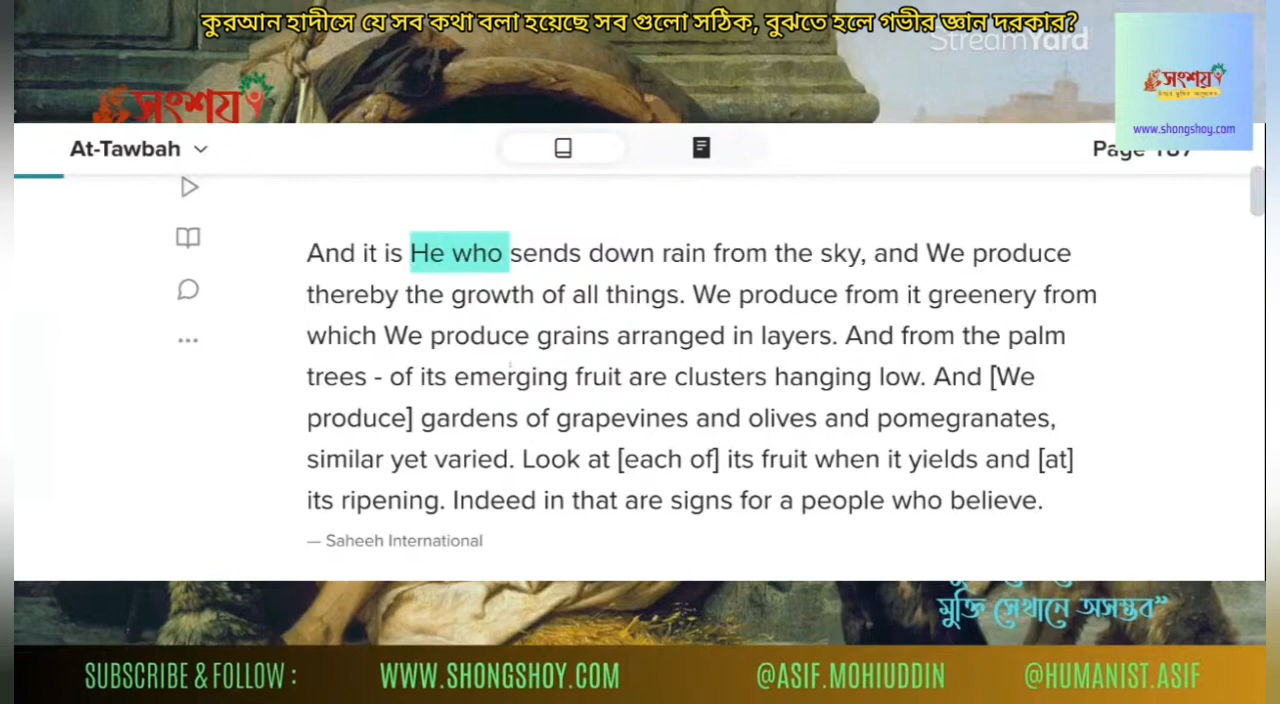 কুরআন হাদীসে যে সব কথা বলা হয়েছে সব গুলো সঠিক, বুঝতে হলে গভীর জ্ঞান দরকার?
StreamYard
সংশয়
সংশয়
www.shongshoy.com
At-Tawbah
Page 187
And it is He who sends down rain from the sky, and We produce
thereby the growth of all things. We produce from it greenery from
which We produce grains arranged in layers. And from the palm
trees - of its emerging fruit are clusters hanging low. And [We
produce] gardens of grapevines and olives and pomegranates,
similar yet varied. Look at [each of] its fruit when it yields and [at]
its ripening. Indeed in that are signs for a people who believe.
— Saheeh International
মুক্তি সেখানে অসম্ভব”
SUBSCRIBE & FOLLOW :
WWW.SHONGSHOY.COM
@ASIF.MOHIUDDIN
@HUMANIST.ASIF